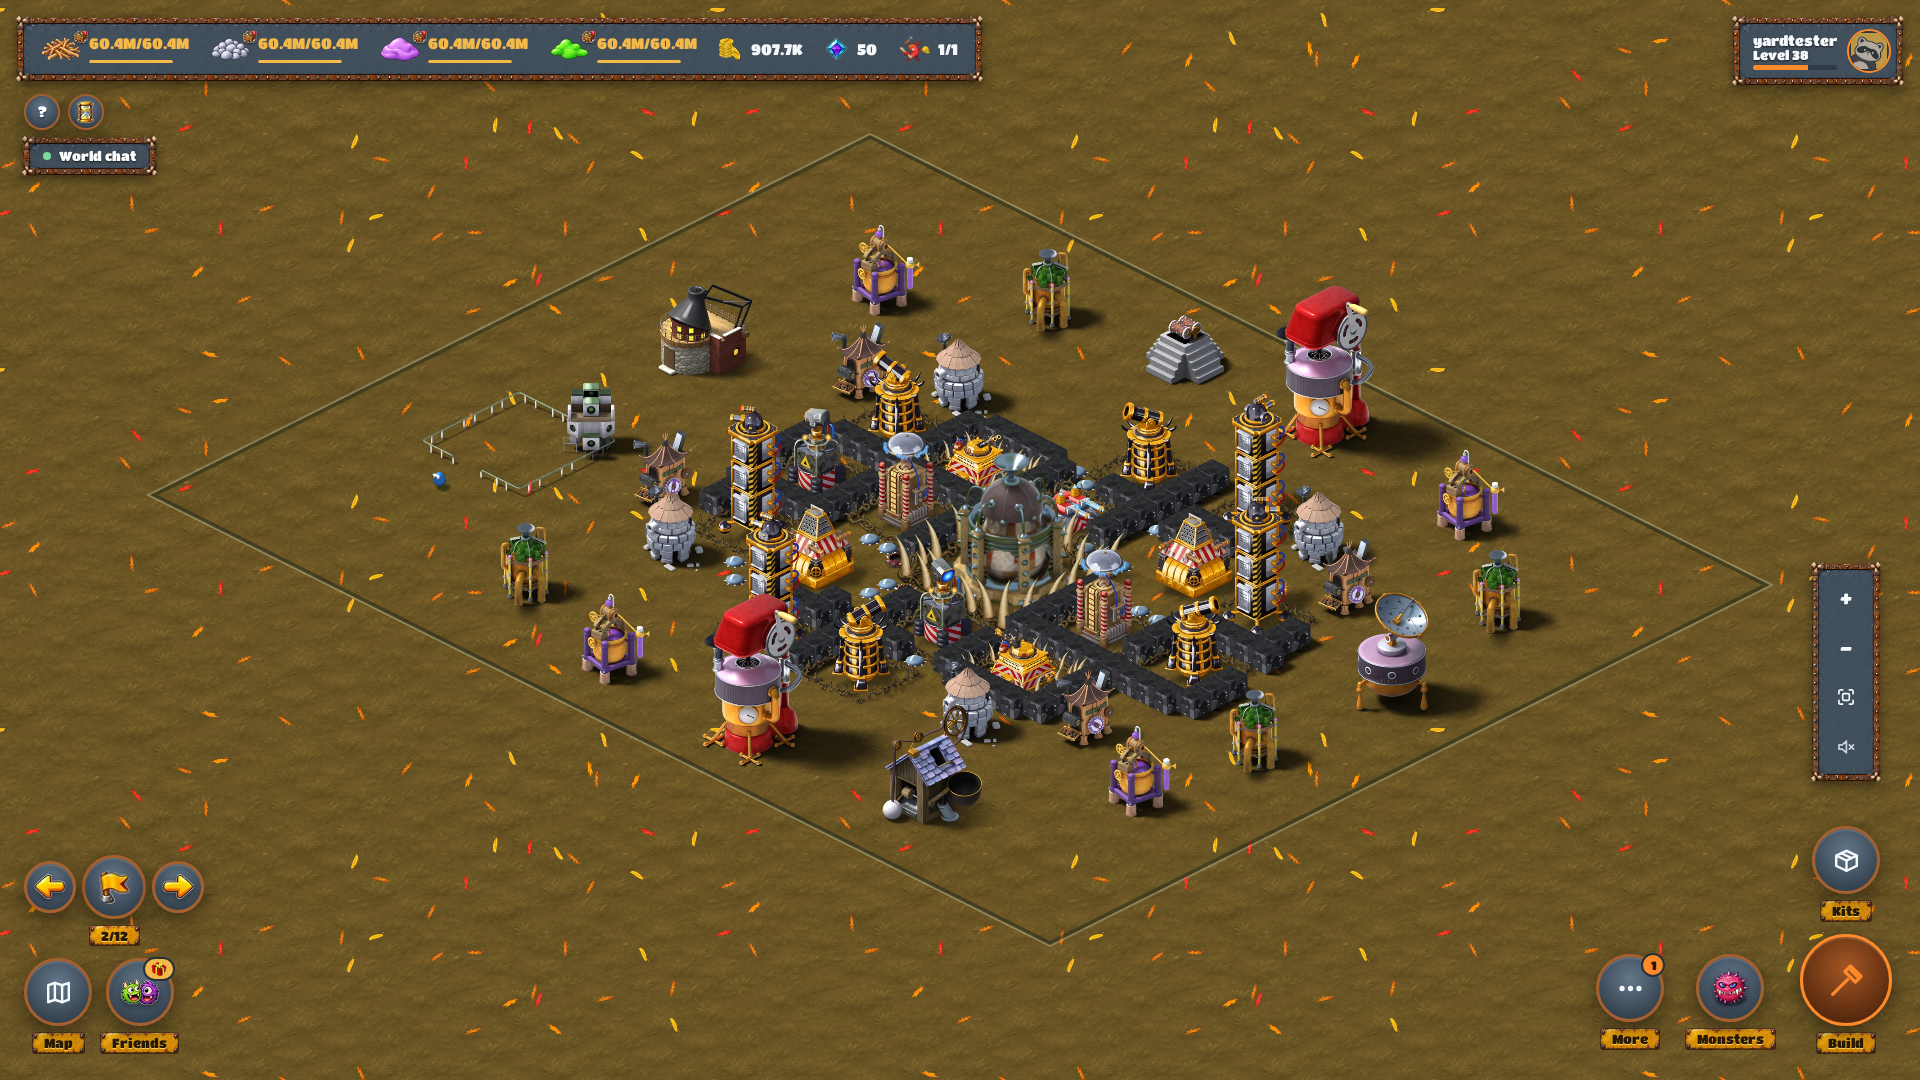 60.4M/60.4M 60.4M/60.4M 60.4M/60.4M 60.4M/60.4M 907.7K 50 1/1
yardtester
Level 38
?
World chat
2/12
Map
Friends
Kits
1
More
Monsters
Build